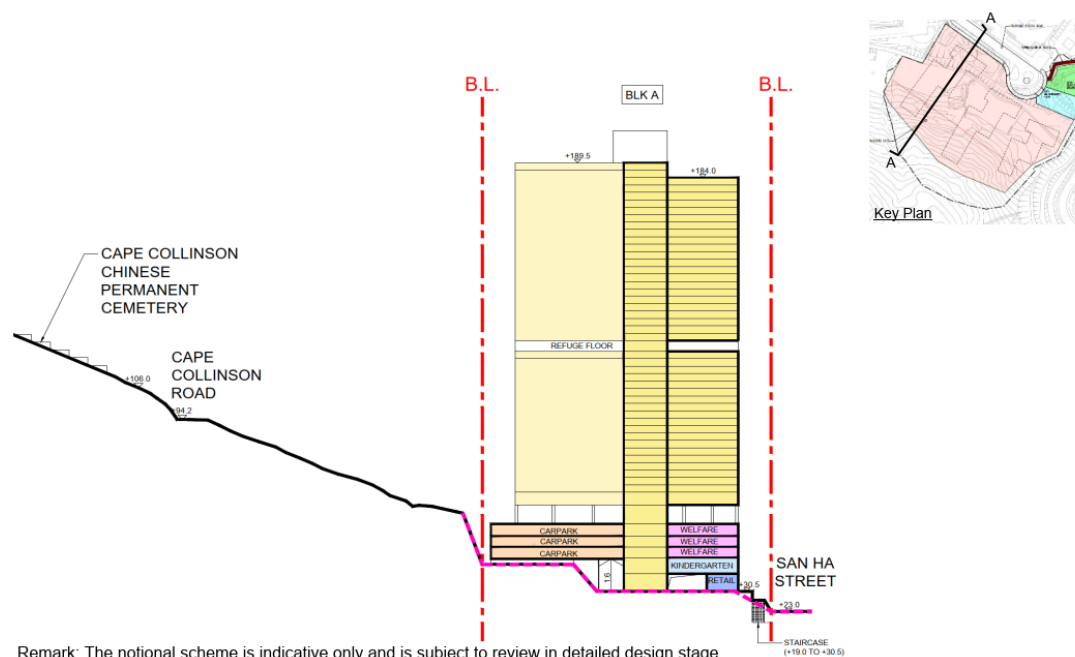 A
A
Key Plan
B.L.
B.L.
BLK A
+189.5
+184.0
CAPE COLLINSON
CHINESE
PERMANENT
CEMETERY
REFUGE FLOOR
CAPE
COLLINSON
ROAD
+106.0
+94.2
CARPARK
WELFARE
CARPARK
WELFARE
CARPARK
WELFARE
KINDERGARTEN
SAN HA
STREET
1:6
RETAIL
+30.5
+23.0
STAIRCASE
(+19.0 TO +30.5)
Remark: The notional scheme is indicative only and is subject to review in detailed design stage